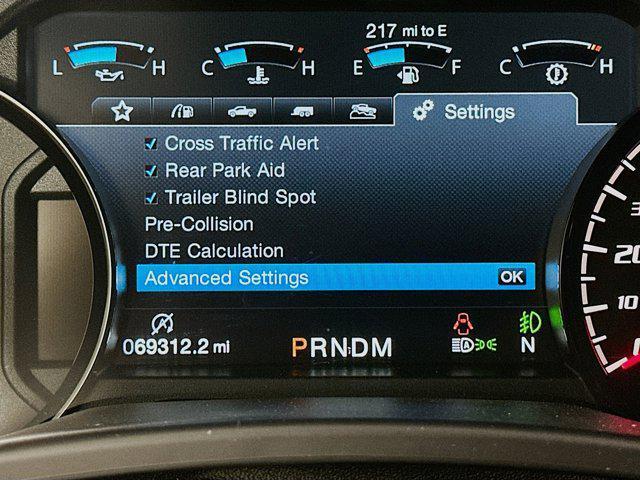 217 mi to E
L H C H E F C H
Settings
Cross Traffic Alert
Rear Park Aid
Trailer Blind Spot
Pre-Collision
DTE Calculation
Advanced Settings OK
069312.2 mi PRNDM N
20
10